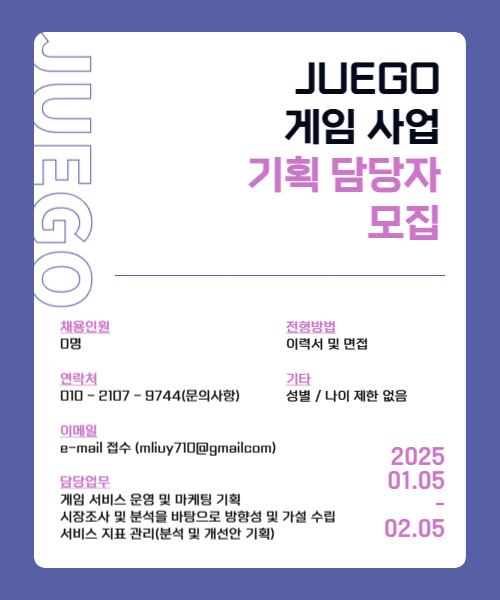 JUEGO
JUEGO
게임 사업
기획 담당자
모집
채용인원
0명
전형방법
이력서 및 면접
연락처
010 - 2107 - 9744(문의사항)
기타
성별 / 나이 제한 없음
이메일
e-mail 접수 (mliuy710@gmailcom)
담당업무
게임 서비스 운영 및 마케팅 기획
시장조사 및 분석을 바탕으로 방향성 및 가설 수립
서비스 지표 관리(분석 및 개선안 기획)
2025
01.05
-
02.05